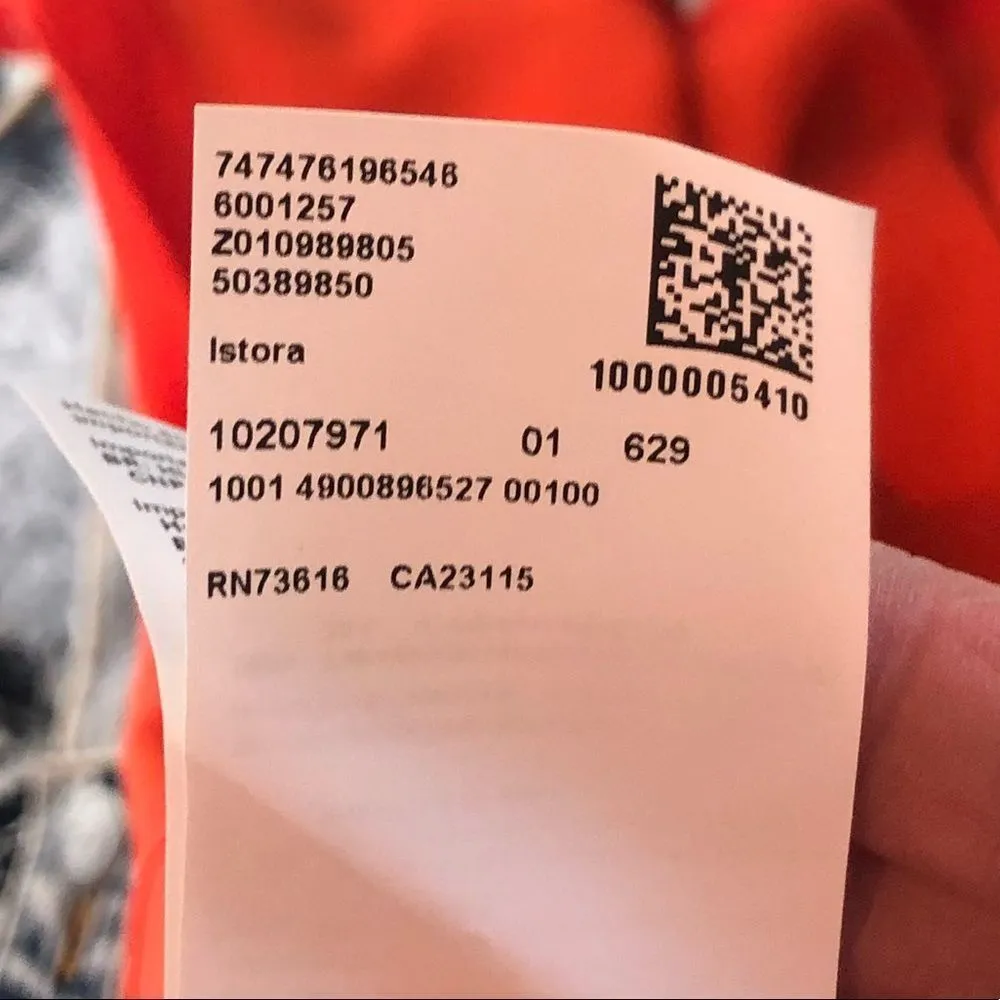 747476196546
6001257
Z010989805
50389850
Istora
1000005410
10207971 01 629
1001 4900896527 00100
RN73616 CA23115